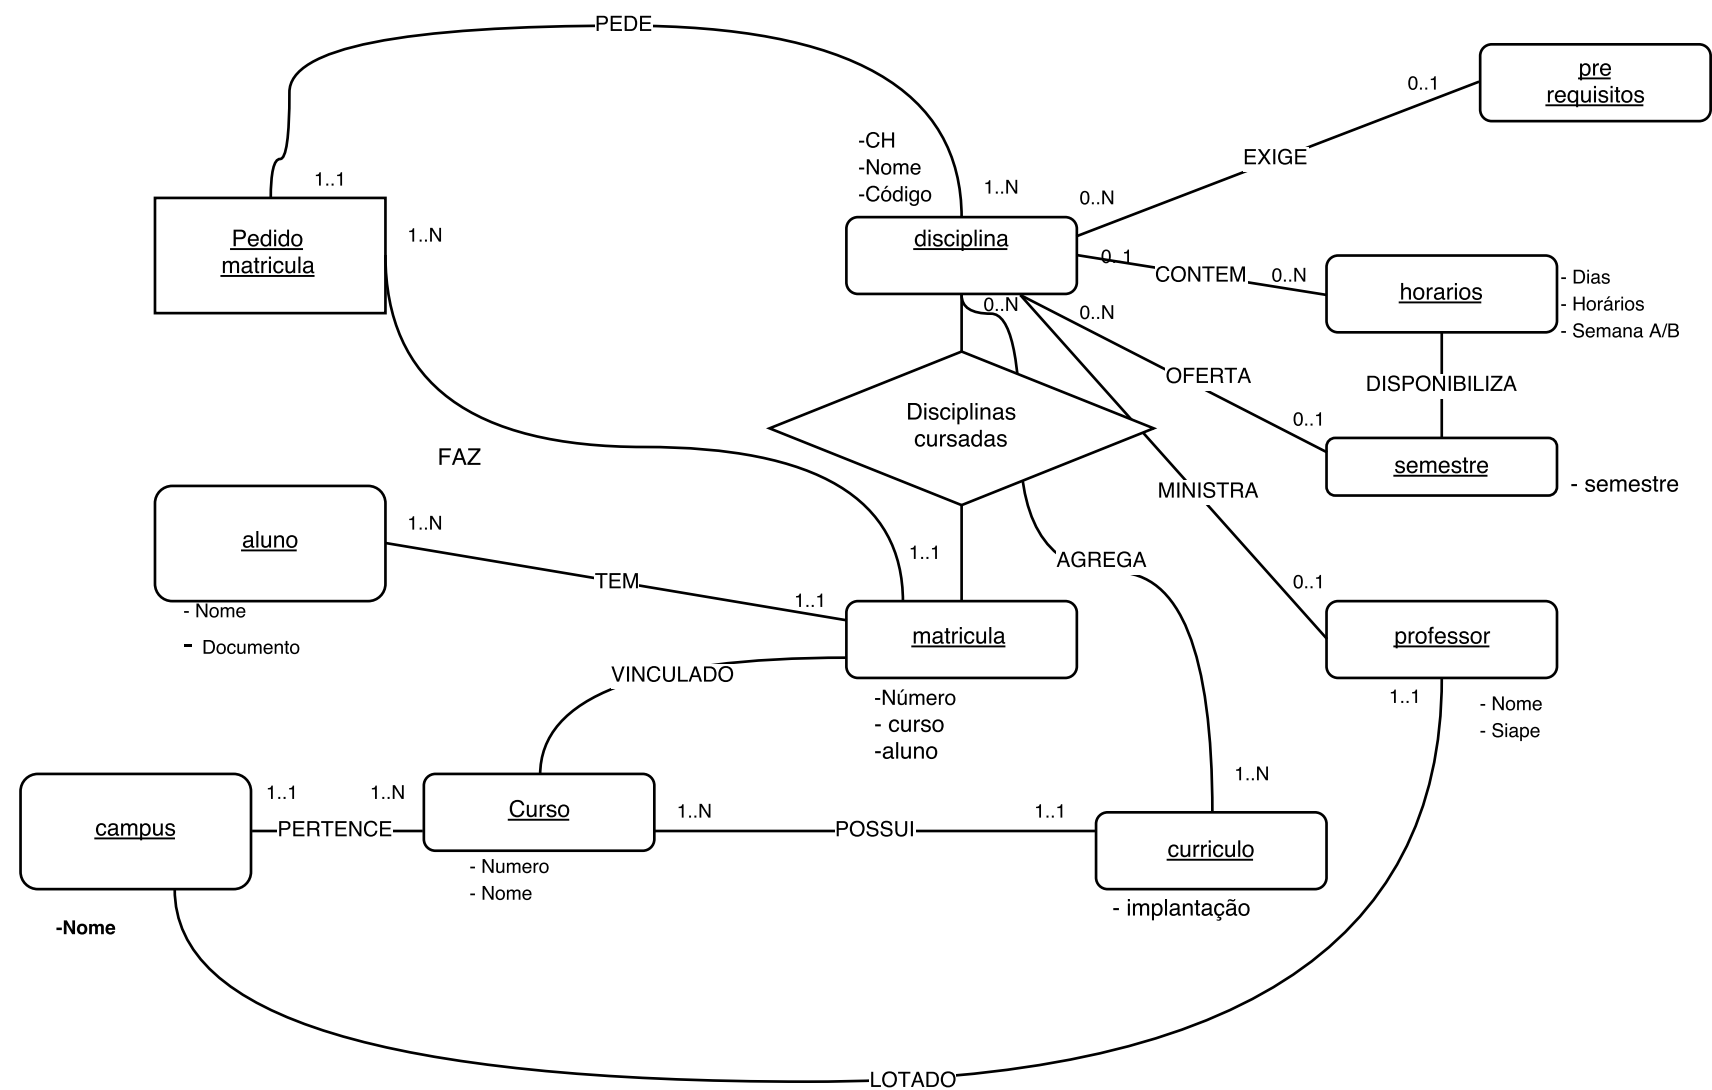 PEDE
pre
requisitos
0..1
-CH
-Nome
-Código
EXIGE
1..1
1..N
0..N
Pedido
matricula
1..N
disciplina
0..1
CONTEM
0..N
horarios
- Dias
- Horários
- Semana A/B
0..N
0..N
OFERTA
DISPONIBILIZA
Disciplinas
cursadas
0..1
FAZ
semestre
- semestre
MINISTRA
1..N
aluno
1..1
AGREGA
TEM
0..1
1..1
- Nome
- Documento
matricula
professor
VINCULADO
-Número
- curso
-aluno
1..1
- Nome
- Siape
1..N
1..1
1..N
campus
PERTENCE
Curso
1..N
POSSUI
1..1
curriculo
- Numero
- Nome
- implantação
-Nome
LOTADO